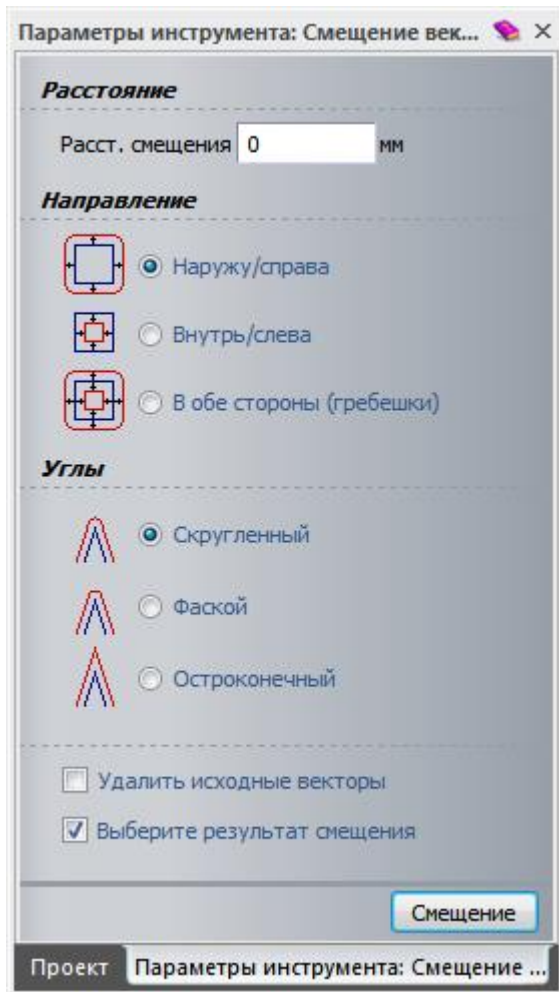 Параметры инструмента: Смещение век...
Расстояние
Расст. смещения 0 мм
Направление
Наружу/справа
Внутрь/слева
В обе стороны (гребешки)
Углы
Скругленный
Фаской
Остроконечный
Удалить исходные векторы
Выберите результат смещения
Смещение
Проект Параметры инструмента: Смещение ...